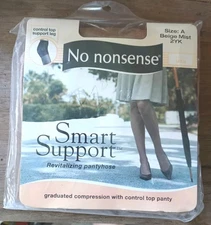 control top
support leg
No nonsense
Size: A
Beige Mist
2YK
Smart
Support
Revitalizing pantyhose
graduated compression with control top panty